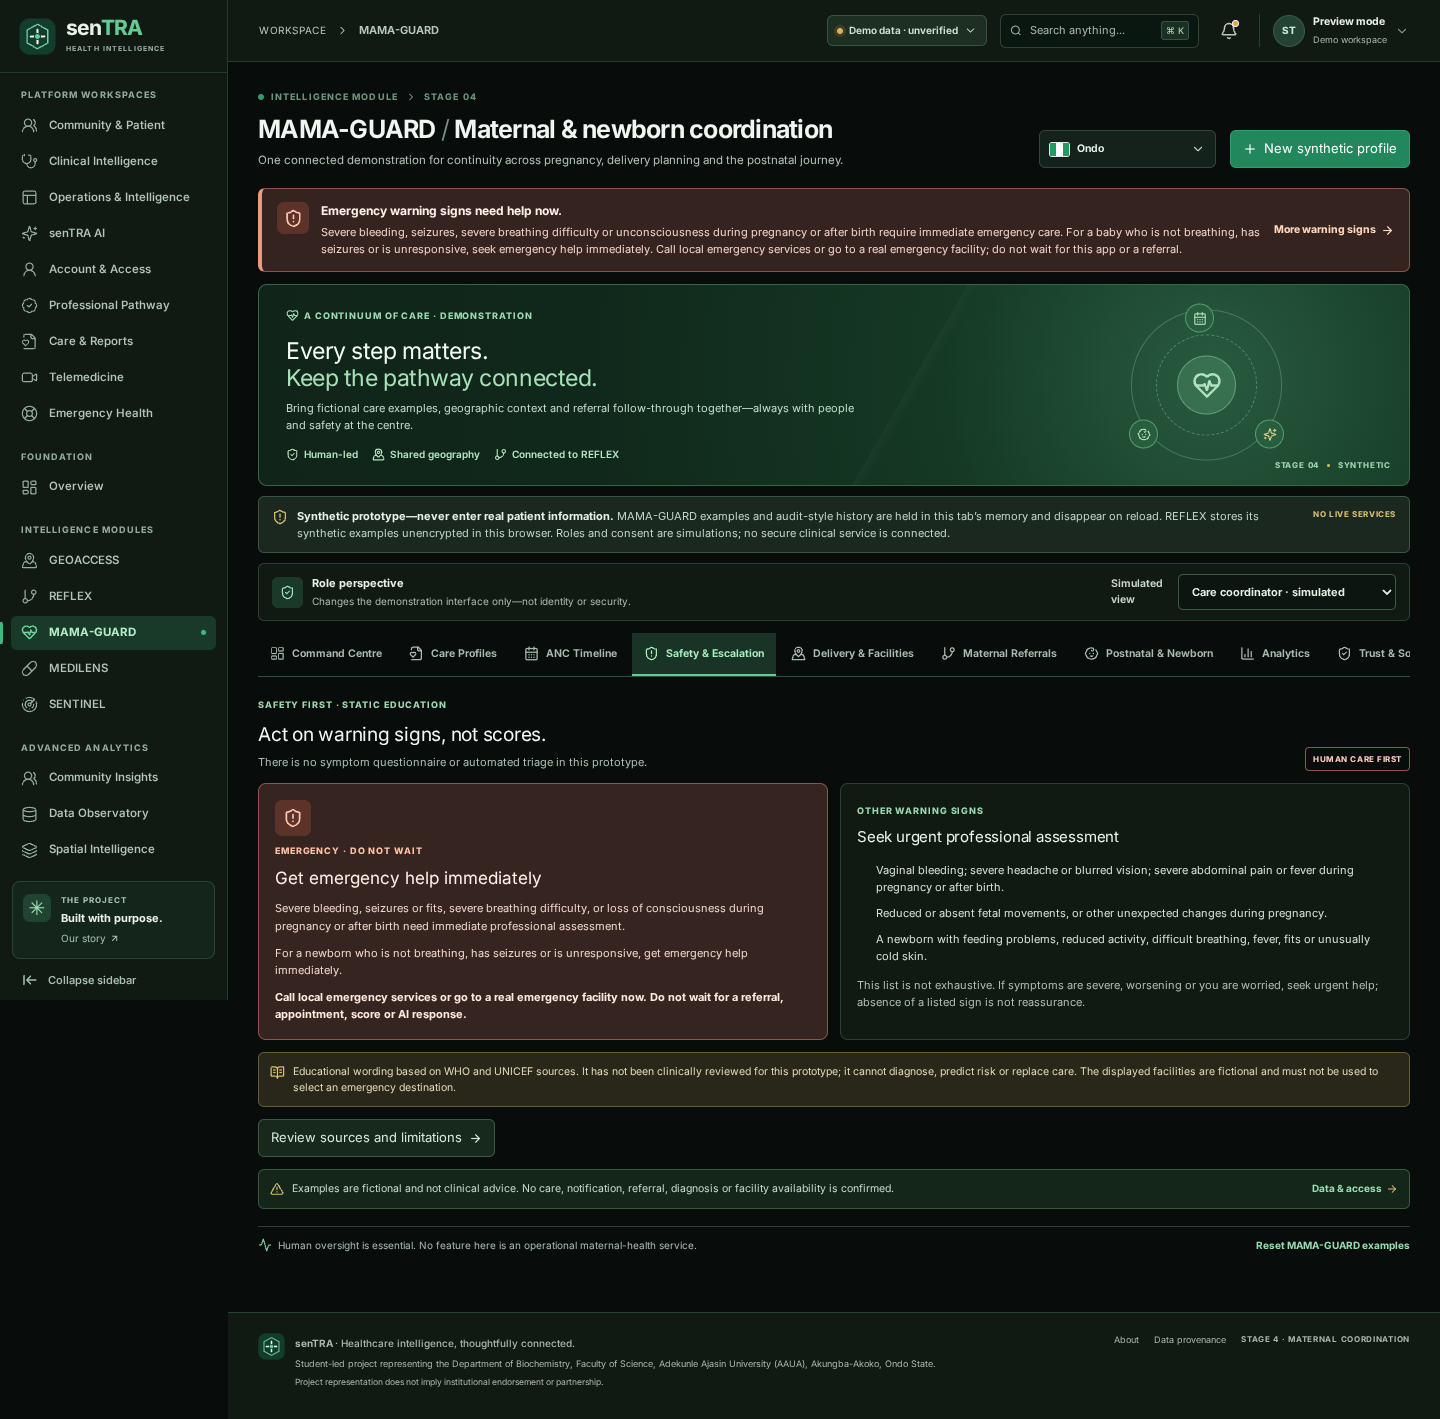 senTRA
HEALTH INTELLIGENCE
PLATFORM WORKSPACES
Community & Patient
Clinical Intelligence
Operations & Intelligence
senTRA AI
Account & Access
Professional Pathway
Care & Reports
Telemedicine
Emergency Health
FOUNDATION
Overview
INTELLIGENCE MODULES
GEOACCESS
REFLEX
MAMA-GUARD
MEDILENS
SENTINEL
ADVANCED ANALYTICS
Community Insights
Data Observatory
Spatial Intelligence
THE PROJECT
Built with purpose.
Our story
Collapse sidebar
WORKSPACE > MAMA-GUARD
Demo data · unverified
Search anything...
⌘ K
ST
Preview mode
Demo workspace
INTELLIGENCE MODULE > STAGE 04
MAMA-GUARD / Maternal & newborn coordination
One connected demonstration for continuity across pregnancy, delivery planning and the postnatal journey.
Ondo
New synthetic profile
Emergency warning signs need help now.
Severe bleeding, seizures, severe breathing difficulty or unconsciousness during pregnancy or after birth require immediate emergency care. For a baby who is not breathing, has
seizures or is unresponsive, seek emergency help immediately. Call local emergency services or go to a real emergency facility; do not wait for this app or a referral.
More warning signs
A CONTINUUM OF CARE · DEMONSTRATION
Every step matters.
Keep the pathway connected.
Bring fictional care examples, geographic context and referral follow-through together—always with people
and safety at the centre.
Human-led
Shared geography
Connected to REFLEX
STAGE 04 • SYNTHETIC
Synthetic prototype—never enter real patient information. MAMA-GUARD examples and audit-style history are held in this tab's memory and disappear on reload. REFLEX stores its
synthetic examples unencrypted in this browser. Roles and consent are simulations; no secure clinical service is connected.
NO LIVE SERVICES
Role perspective
Changes the demonstration interface only—not identity or security.
Simulated
view
Care coordinator · simulated
Command Centre
Care Profiles
ANC Timeline
Safety & Escalation
Delivery & Facilities
Maternal Referrals
Postnatal & Newborn
Analytics
Trust & So
SAFETY FIRST · STATIC EDUCATION
Act on warning signs, not scores.
There is no symptom questionnaire or automated triage in this prototype.
HUMAN CARE FIRST
EMERGENCY · DO NOT WAIT
Get emergency help immediately
Severe bleeding, seizures or fits, severe breathing difficulty, or loss of consciousness during
pregnancy or after birth need immediate professional assessment.
For a newborn who is not breathing, has seizures or is unresponsive, get emergency help
immediately.
Call local emergency services or go to a real emergency facility now. Do not wait for a referral,
appointment, score or AI response.
OTHER WARNING SIGNS
Seek urgent professional assessment
Vaginal bleeding; severe headache or blurred vision; severe abdominal pain or fever during
pregnancy or after birth.
Reduced or absent fetal movements, or other unexpected changes during pregnancy.
A newborn with feeding problems, reduced activity, difficult breathing, fever, fits or unusually
cold skin.
This list is not exhaustive. If symptoms are severe, worsening or you are worried, seek urgent help;
absence of a listed sign is not reassurance.
Educational wording based on WHO and UNICEF sources. It has not been clinically reviewed for this prototype; it cannot diagnose, predict risk or replace care. The displayed facilities are fictional and must not be used to
select an emergency destination.
Review sources and limitations
Examples are fictional and not clinical advice. No care, notification, referral, diagnosis or facility availability is confirmed.
Data & access
Human oversight is essential. No feature here is an operational maternal-health service.
Reset MAMA-GUARD examples
senTRA · Healthcare intelligence, thoughtfully connected.
Student-led project representing the Department of Biochemistry, Faculty of Science, Adekunle Ajasin University (AAUA), Akungba-Akoko, Ondo State.
Project representation does not imply institutional endorsement or partnership.
About
Data provenance
STAGE 4 · MATERNAL COORDINATION